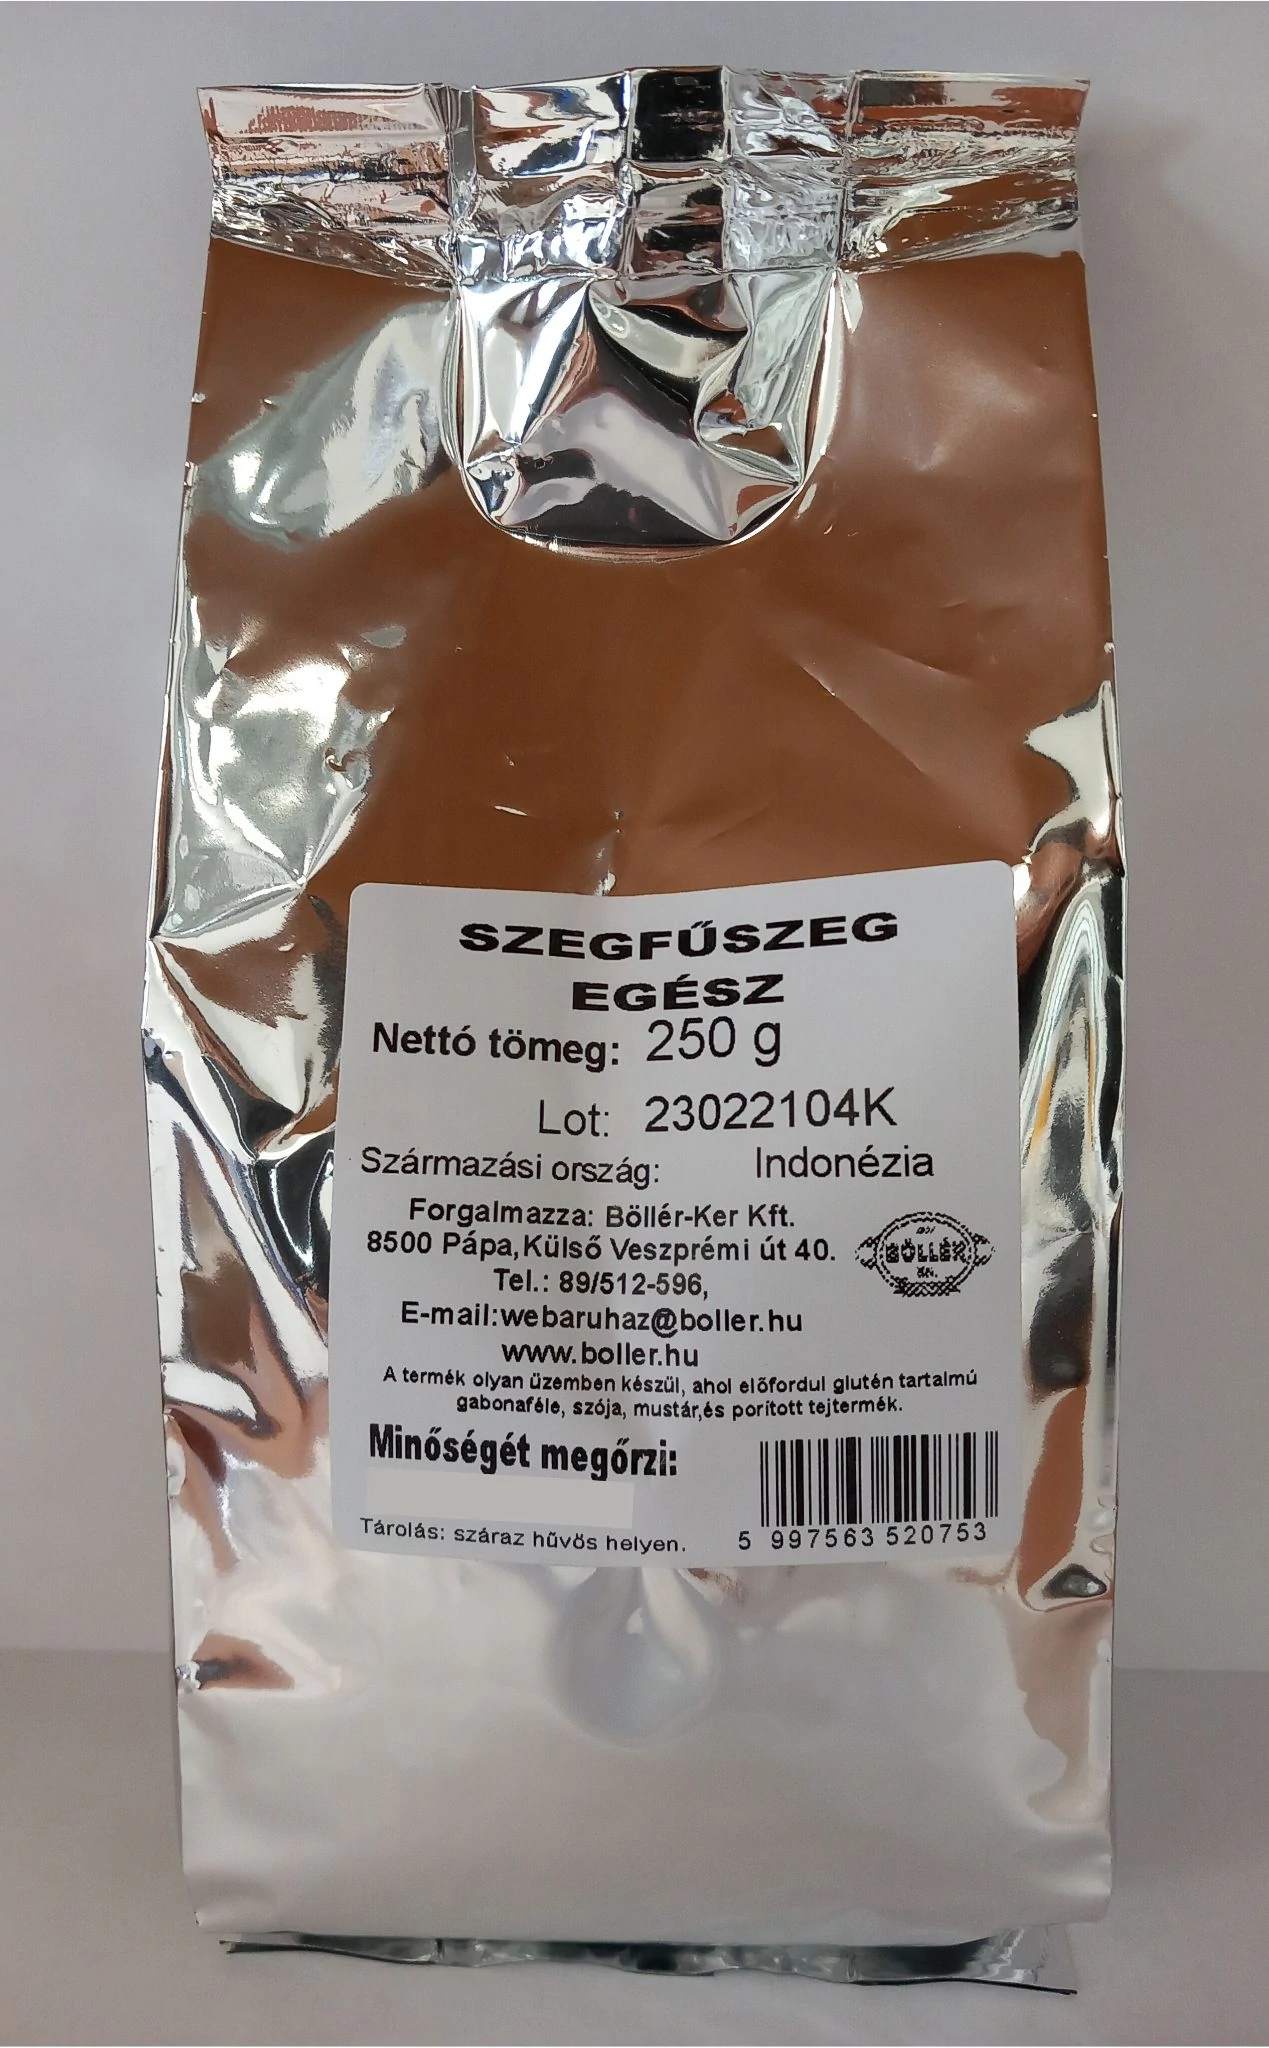 SZEGFŰSZEG
EGÉSZ
Nettó tömeg: 250 g
Lot: 23022104K
Származási ország: Indonézia
Forgalmazza: Böllér-Ker Kft.
8500 Pápa, Külső Veszprémi út 40.
BÖLLÉR
Tel.: 89/512-596,
E-mail:webaruhaz@boller.hu
www.boller.hu
A termék olyan üzemben készül, ahol előfordul glutén tartalmú
gabonaféle, szója, mustár,és porított tejtermék.
Minőségét megőrzi:
Tárolás: száraz hűvös helyen.
5 997563 520753